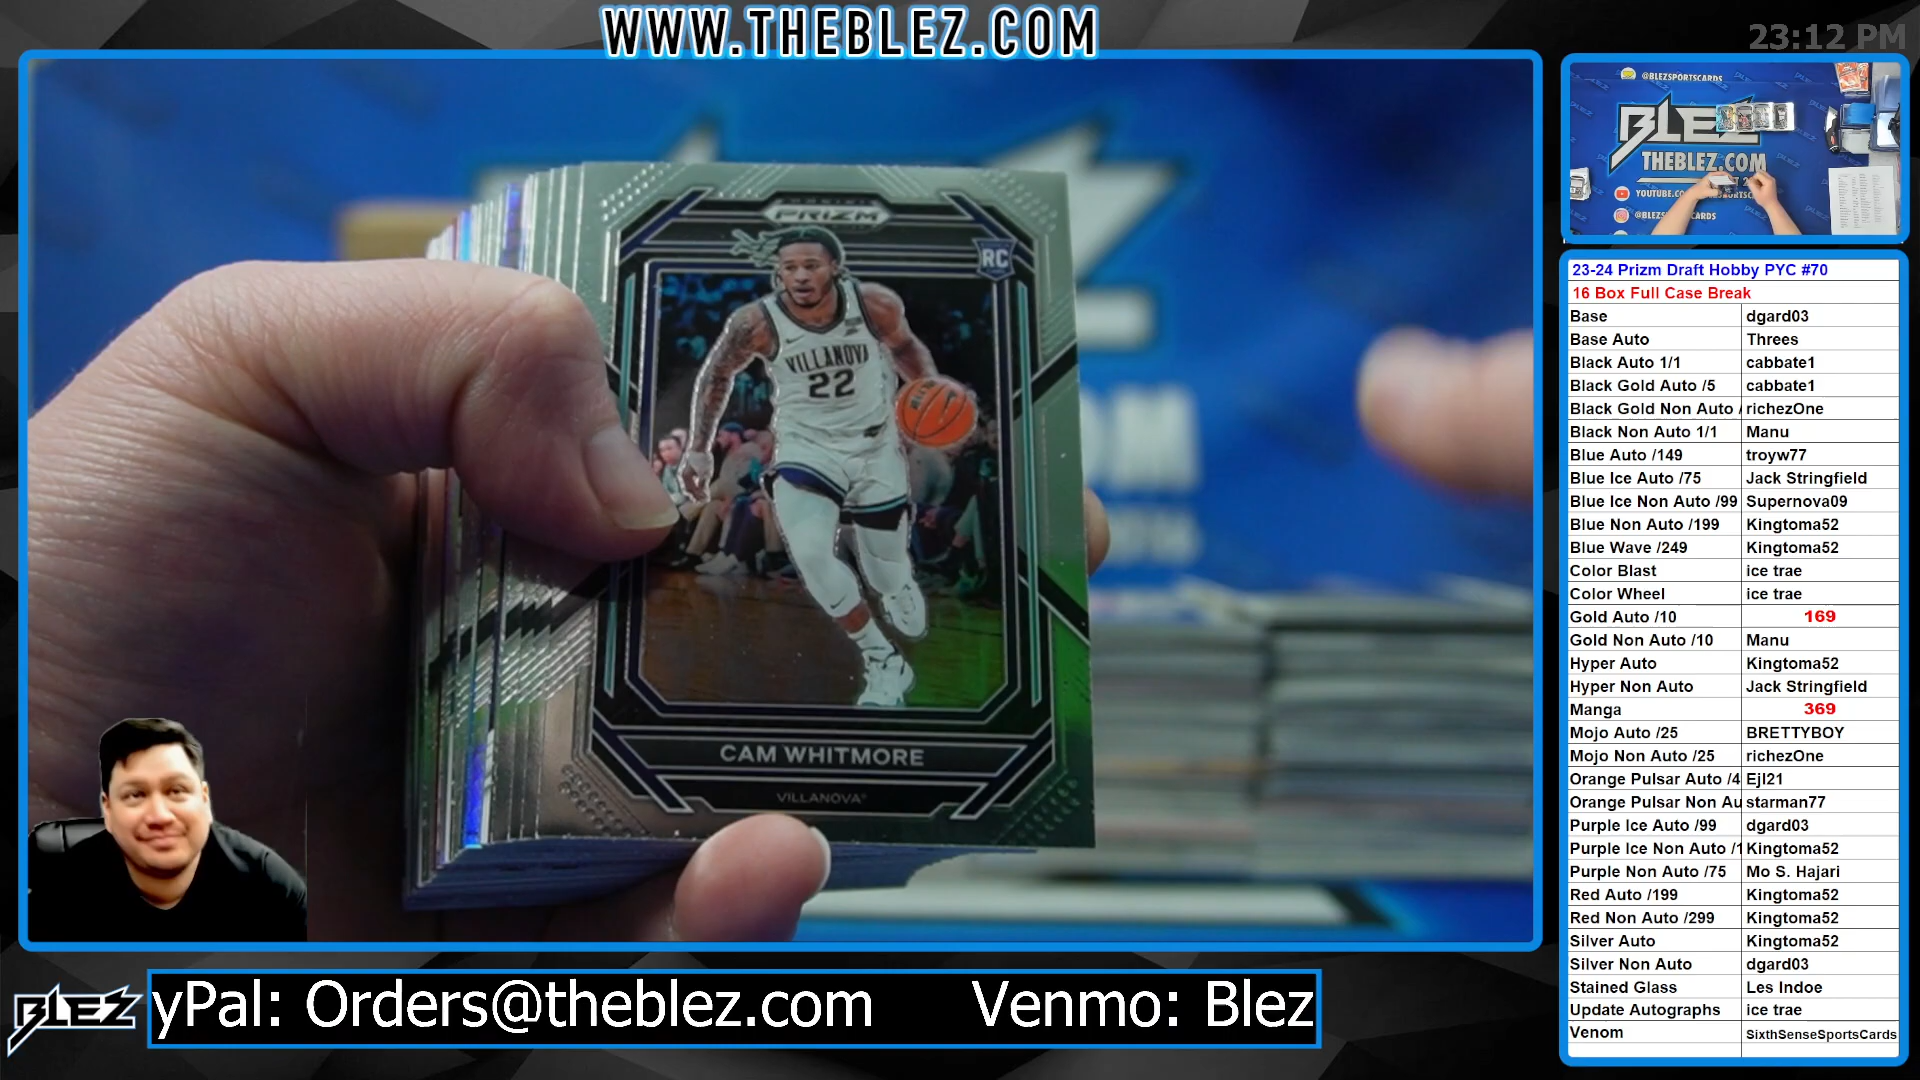 WWW.THEBLEZ.COM
23:12 PM
PANINI
PRIZM
RC
VILLANOVA
22
CAM WHITMORE
VILLANOVA
@BLEZSPORTSCARDS
BLEZ
THEBLEZ.COM
23-24 Prizm Draft Hobby PYC #70
16 Box Full Case Break
Base dgard03
Base Auto Threes
Black Auto 1/1 cabbate1
Black Gold Auto /5 cabbate1
Black Gold Non Auto / richezOne
Black Non Auto 1/1 Manu
Blue Auto /149 troyw77
Blue Ice Auto /75 Jack Stringfield
Blue Ice Non Auto /99 Supernova09
Blue Non Auto /199 Kingtoma52
Blue Wave /249 Kingtoma52
Color Blast ice trae
Color Wheel ice trae
Gold Auto /10 169
Gold Non Auto /10 Manu
Hyper Auto Kingtoma52
Hyper Non Auto Jack Stringfield
Manga 369
Mojo Auto /25 BRETTYBOY
Mojo Non Auto /25 richezOne
Orange Pulsar Auto /4 Ejl21
Orange Pulsar Non Au starman77
Purple Ice Auto /99 dgard03
Purple Ice Non Auto /1 Kingtoma52
Purple Non Auto /75 Mo S. Hajari
Red Auto /199 Kingtoma52
Red Non Auto /299 Kingtoma52
Silver Auto Kingtoma52
Silver Non Auto dgard03
Stained Glass Les Indoe
Update Autographs ice trae
Venom SixthSenseSportsCards
BLEZ
yPal: Orders@theblez.com Venmo: Blez